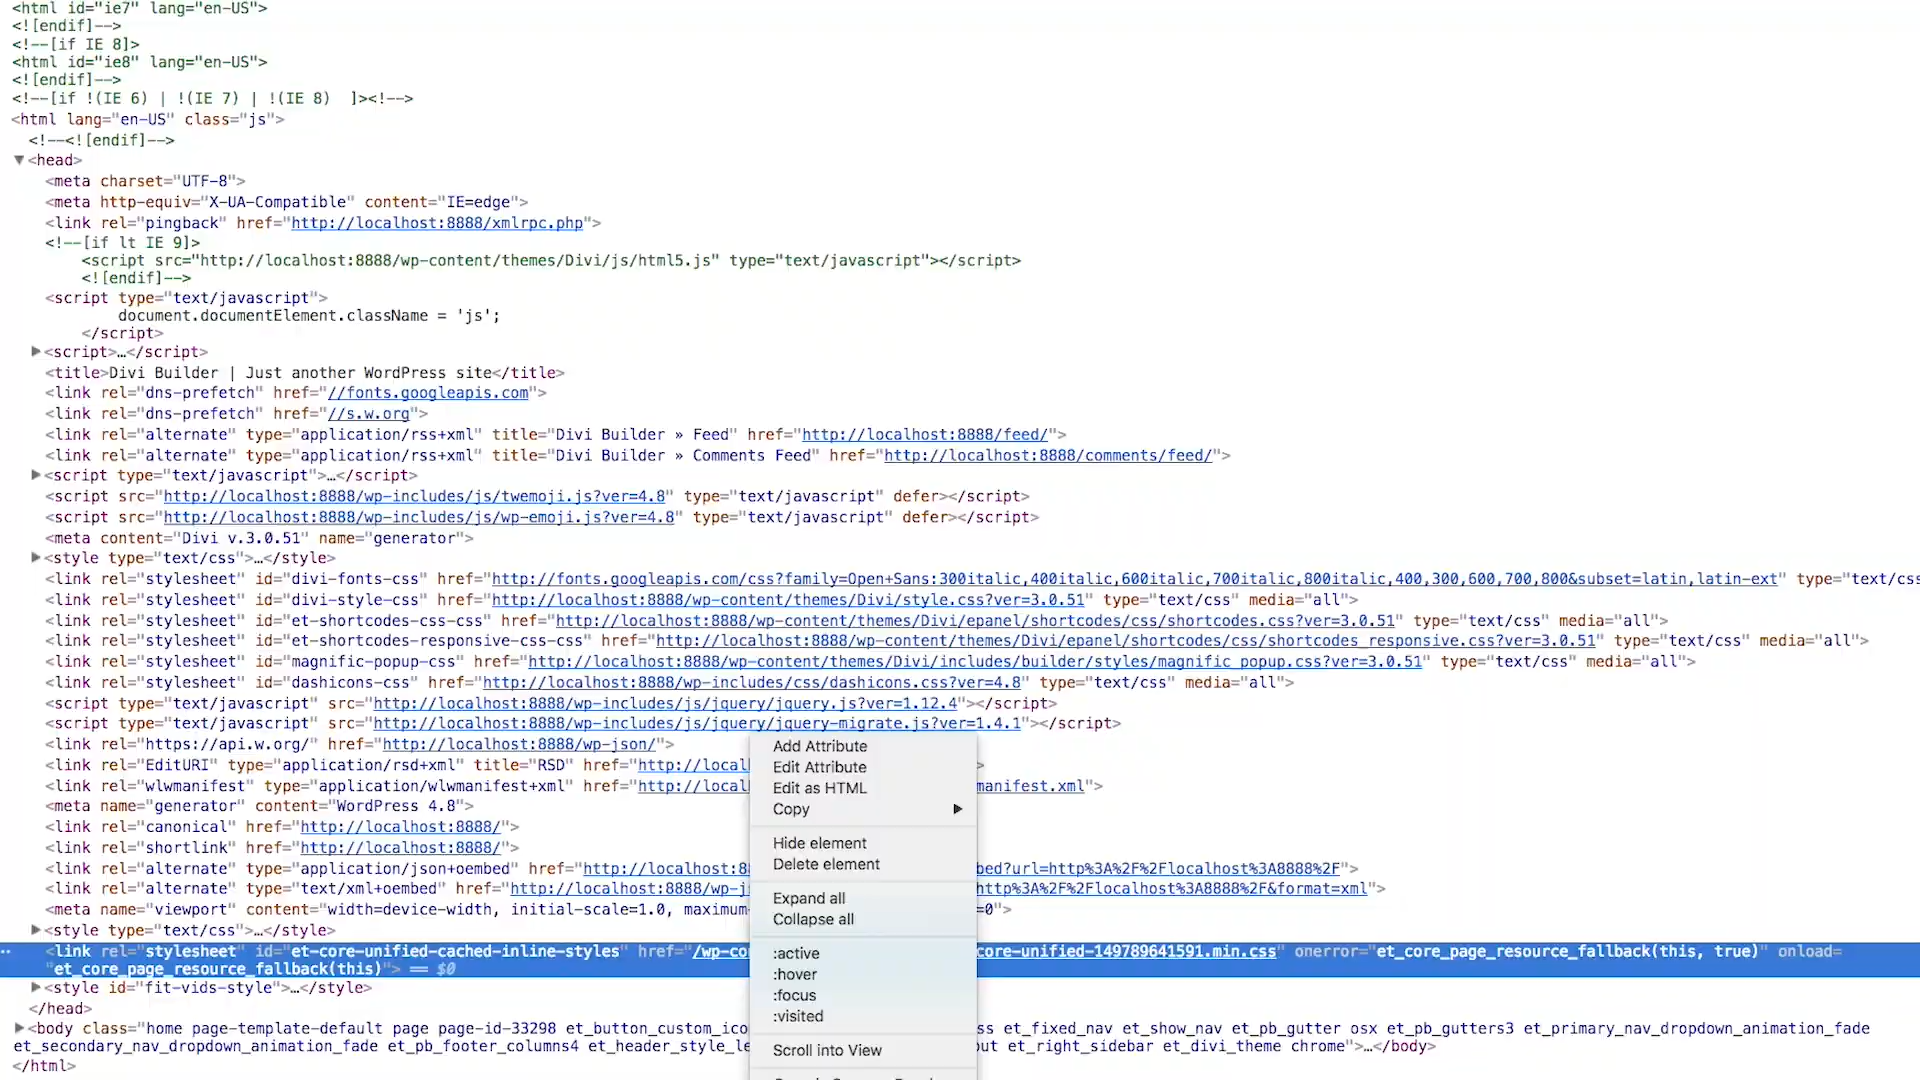 <html id="ie7" lang="en-US">
<![endif]-->
<!--[if IE 8]>
<html id="ie8" lang="en-US">
<![endif]-->
<!--[if !(IE 6) | !(IE 7) | !(IE 8)  ]><!-->
<html lang="en-US" class="js">
<!--<![endif]-->
▼<head>
<meta charset="UTF-8">
<meta http-equiv="X-UA-Compatible" content="IE=edge">
<link rel="pingback" href="http://localhost:8888/xmlrpc.php">
<!--[if lt IE 9]>
<script src="http://localhost:8888/wp-content/themes/Divi/js/html5.js" type="text/javascript"></script>
<![endif]-->
<script type="text/javascript">
document.documentElement.className = 'js';
</script>
▶<script>…</script>
<title>Divi Builder | Just another WordPress site</title>
<link rel="dns-prefetch" href="//fonts.googleapis.com">
<link rel="dns-prefetch" href="//s.w.org">
<link rel="alternate" type="application/rss+xml" title="Divi Builder » Feed" href="http://localhost:8888/feed/">
<link rel="alternate" type="application/rss+xml" title="Divi Builder » Comments Feed" href="http://localhost:8888/comments/feed/">
▶<script type="text/javascript">…</script>
<script src="http://localhost:8888/wp-includes/js/twemoji.js?ver=4.8" type="text/javascript" defer></script>
<script src="http://localhost:8888/wp-includes/js/wp-emoji.js?ver=4.8" type="text/javascript" defer></script>
<meta content="Divi v.3.0.51" name="generator">
▶<style type="text/css">…</style>
<link rel="stylesheet" id="divi-fonts-css" href="http://fonts.googleapis.com/css?family=Open+Sans:300italic,400italic,600italic,700italic,800italic,400,300,600,700,800&subset=latin,latin-ext" type="text/css
<link rel="stylesheet" id="divi-style-css" href="http://localhost:8888/wp-content/themes/Divi/style.css?ver=3.0.51" type="text/css" media="all">
<link rel="stylesheet" id="et-shortcodes-css-css" href="http://localhost:8888/wp-content/themes/Divi/epanel/shortcodes/css/shortcodes.css?ver=3.0.51" type="text/css" media="all">
<link rel="stylesheet" id="et-shortcodes-responsive-css-css" href="http://localhost:8888/wp-content/themes/Divi/epanel/shortcodes/css/shortcodes_responsive.css?ver=3.0.51" type="text/css" media="all">
<link rel="stylesheet" id="magnific-popup-css" href="http://localhost:8888/wp-content/themes/Divi/includes/builder/styles/magnific_popup.css?ver=3.0.51" type="text/css" media="all">
<link rel="stylesheet" id="dashicons-css" href="http://localhost:8888/wp-includes/css/dashicons.css?ver=4.8" type="text/css" media="all">
<script type="text/javascript" src="http://localhost:8888/wp-includes/js/jquery/jquery.js?ver=1.12.4"></script>
<script type="text/javascript" src="http://localhost:8888/wp-includes/js/jquery/jquery-migrate.js?ver=1.4.1"></script>
<link rel="https://api.w.org/" href="http://localhost:8888/wp-json/">
<link rel="EditURI" type="application/rsd+xml" title="RSD" href="http://local >
<link rel="wlwmanifest" type="application/wlwmanifest+xml" href="http://local manifest.xml">
<meta name="generator" content="WordPress 4.8">
<link rel="canonical" href="http://localhost:8888/">
<link rel="shortlink" href="http://localhost:8888/">
<link rel="alternate" type="application/json+oembed" href="http://localhost:8 bed?url=http%3A%2F%2Flocalhost%3A8888%2F">
<link rel="alternate" type="text/xml+oembed" href="http://localhost:8888/wp-j http%3A%2F%2Flocalhost%3A8888%2F&format=xml">
<meta name="viewport" content="width=device-width, initial-scale=1.0, maximum- =0">
▶<style type="text/css">…</style>
<link rel="stylesheet" id="et-core-unified-cached-inline-styles" href="/wp-co core-unified-149789641591.min.css" onerror="et_core_page_resource_fallback(this, true)" onload=
"et_core_page_resource_fallback(this)"> == $0
▶<style id="fit-vids-style">…</style>
</head>
▶<body class="home page-template-default page page-id-33298 et_button_custom_ico ss et_fixed_nav et_show_nav et_pb_gutter osx et_pb_gutters3 et_primary_nav_dropdown_animation_fade
et_secondary_nav_dropdown_animation_fade et_pb_footer_columns4 et_header_style_le out et_right_sidebar et_divi_theme chrome">…</body>
</html>
Add Attribute
Edit Attribute
Edit as HTML
Copy ▶
Hide element
Delete element
Expand all
Collapse all
:active
:hover
:focus
:visited
Scroll into View